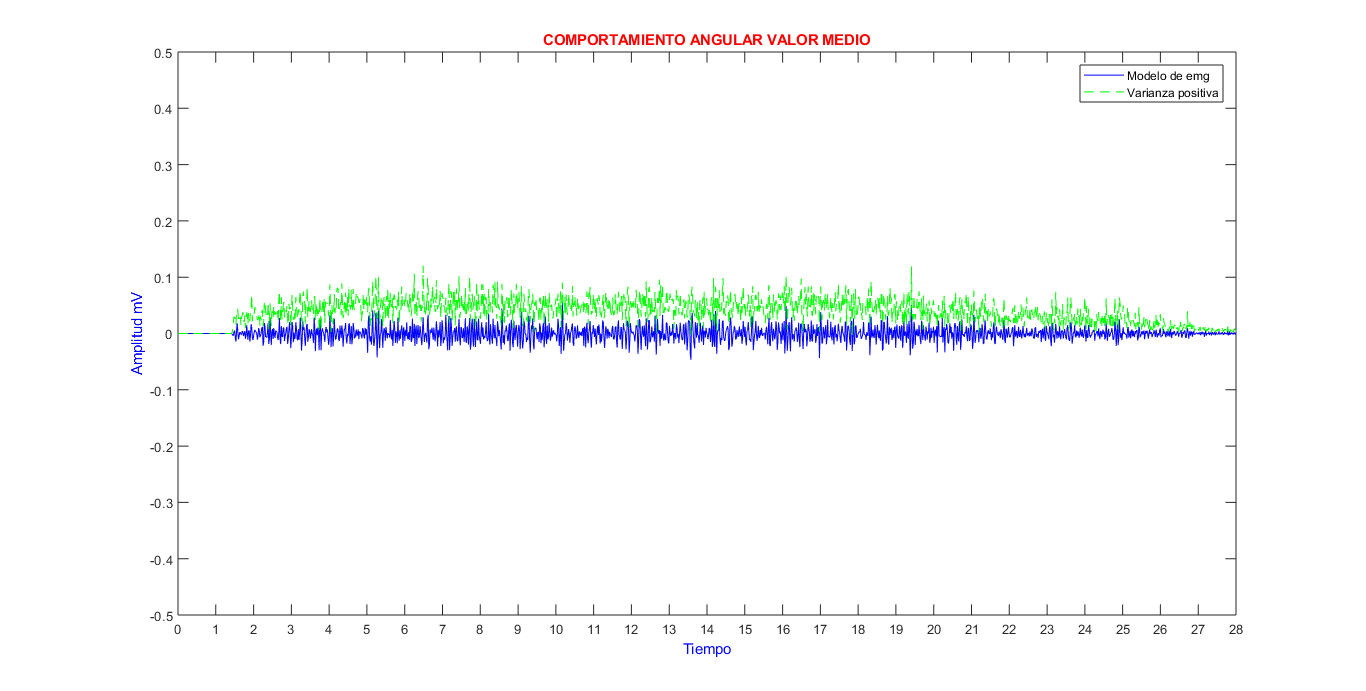 COMPORTAMIENTO ANGULAR VALOR MEDIO
Modelo de emg
Varianza positiva
Amplitud mV
0.5
0.4
0.3
0.2
0.1
0
-0.1
-0.2
-0.3
-0.4
-0.5
0 1 2 3 4 5 6 7 8 9 10 11 12 13 14 15 16 17 18 19 20 21 22 23 24 25 26 27 28
Tiempo